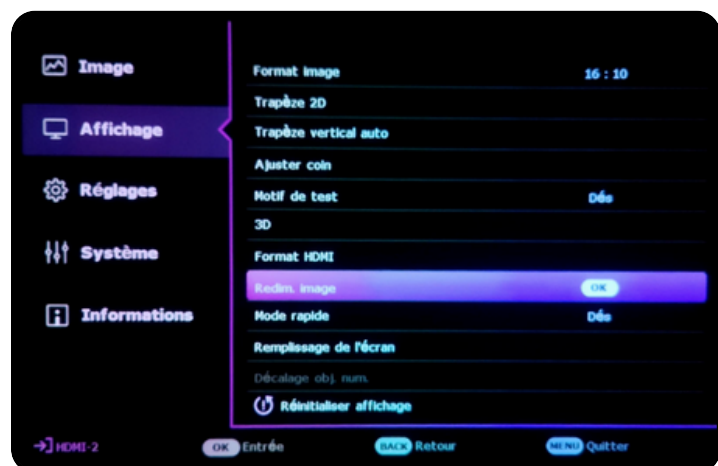 Image
Affichage
Réglages
Système
Informations
Format image 16 : 10
Trapèze 2D
Trapèze vertical auto
Ajuster coin
Motif de test Dés
3D
Format HDMI
Redim. image OK
Mode rapide Dés
Remplissage de l'écran
Décalage obj. num.
Réinitialiser affichage
HDMI-2 OK Entrée BACK Retour MENU Quitter